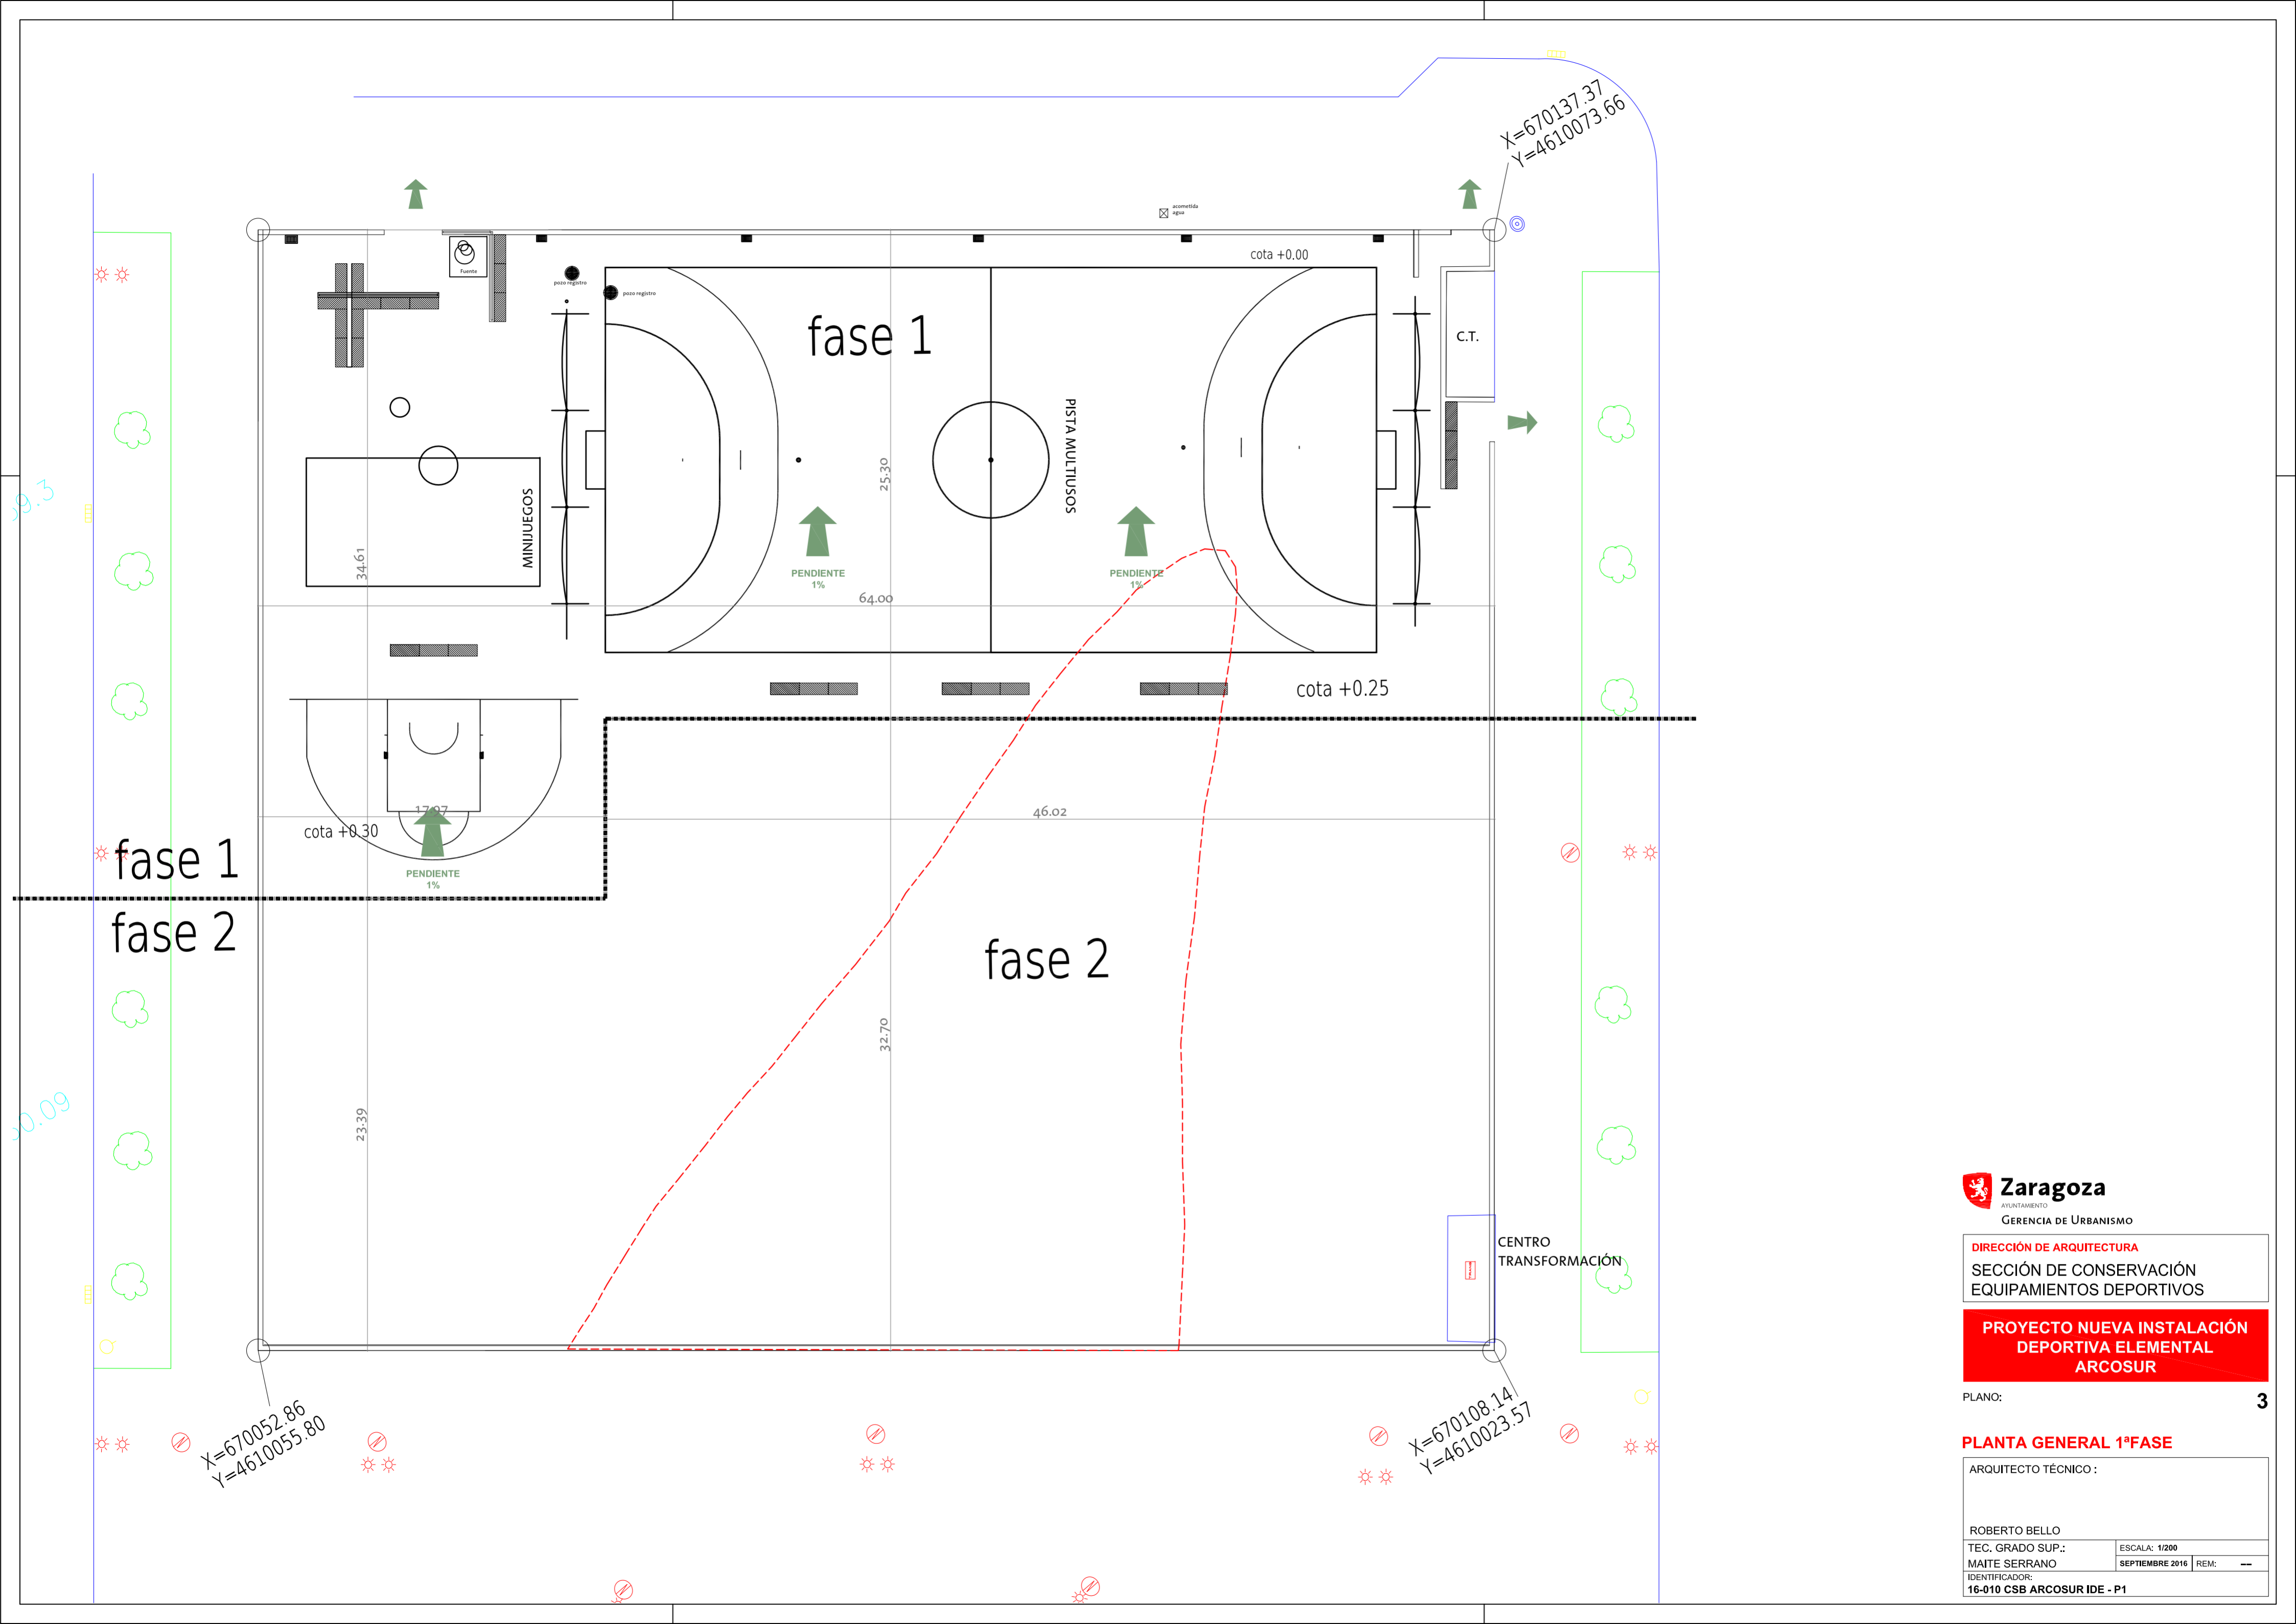 X=670137.37
Y=4610073.66
acometida
agua
cota +0.00
Fuente
pozo registro
pozo registro
fase 1
C.T.
PISTA MULTIUSOS
25.30
MINIJUEGOS
34.61
PENDIENTE
1%
PENDIENTE
1%
64.00
cota +0.25
17.97
46.02
cota +0.30
fase 1
PENDIENTE
1%
fase 2
fase 2
32.70
23.39
CENTRO
TRANSFORMACIÓN
X=670052.86
Y=4610055.80
X=670108.14
Y=4610023.57
9.3
0.09
Zaragoza
AYUNTAMIENTO
GERENCIA DE URBANISMO
DIRECCIÓN DE ARQUITECTURA
SECCIÓN DE CONSERVACIÓN
EQUIPAMIENTOS DEPORTIVOS
PROYECTO NUEVA INSTALACIÓN
DEPORTIVA ELEMENTAL
ARCOSUR
PLANO: 3
PLANTA GENERAL 1ªFASE
ARQUITECTO TÉCNICO :
ROBERTO BELLO
TEC. GRADO SUP.:
MAITE SERRANO
ESCALA: 1/200
SEPTIEMBRE 2016 REM: ---
IDENTIFICADOR:
16-010 CSB ARCOSUR IDE - P1